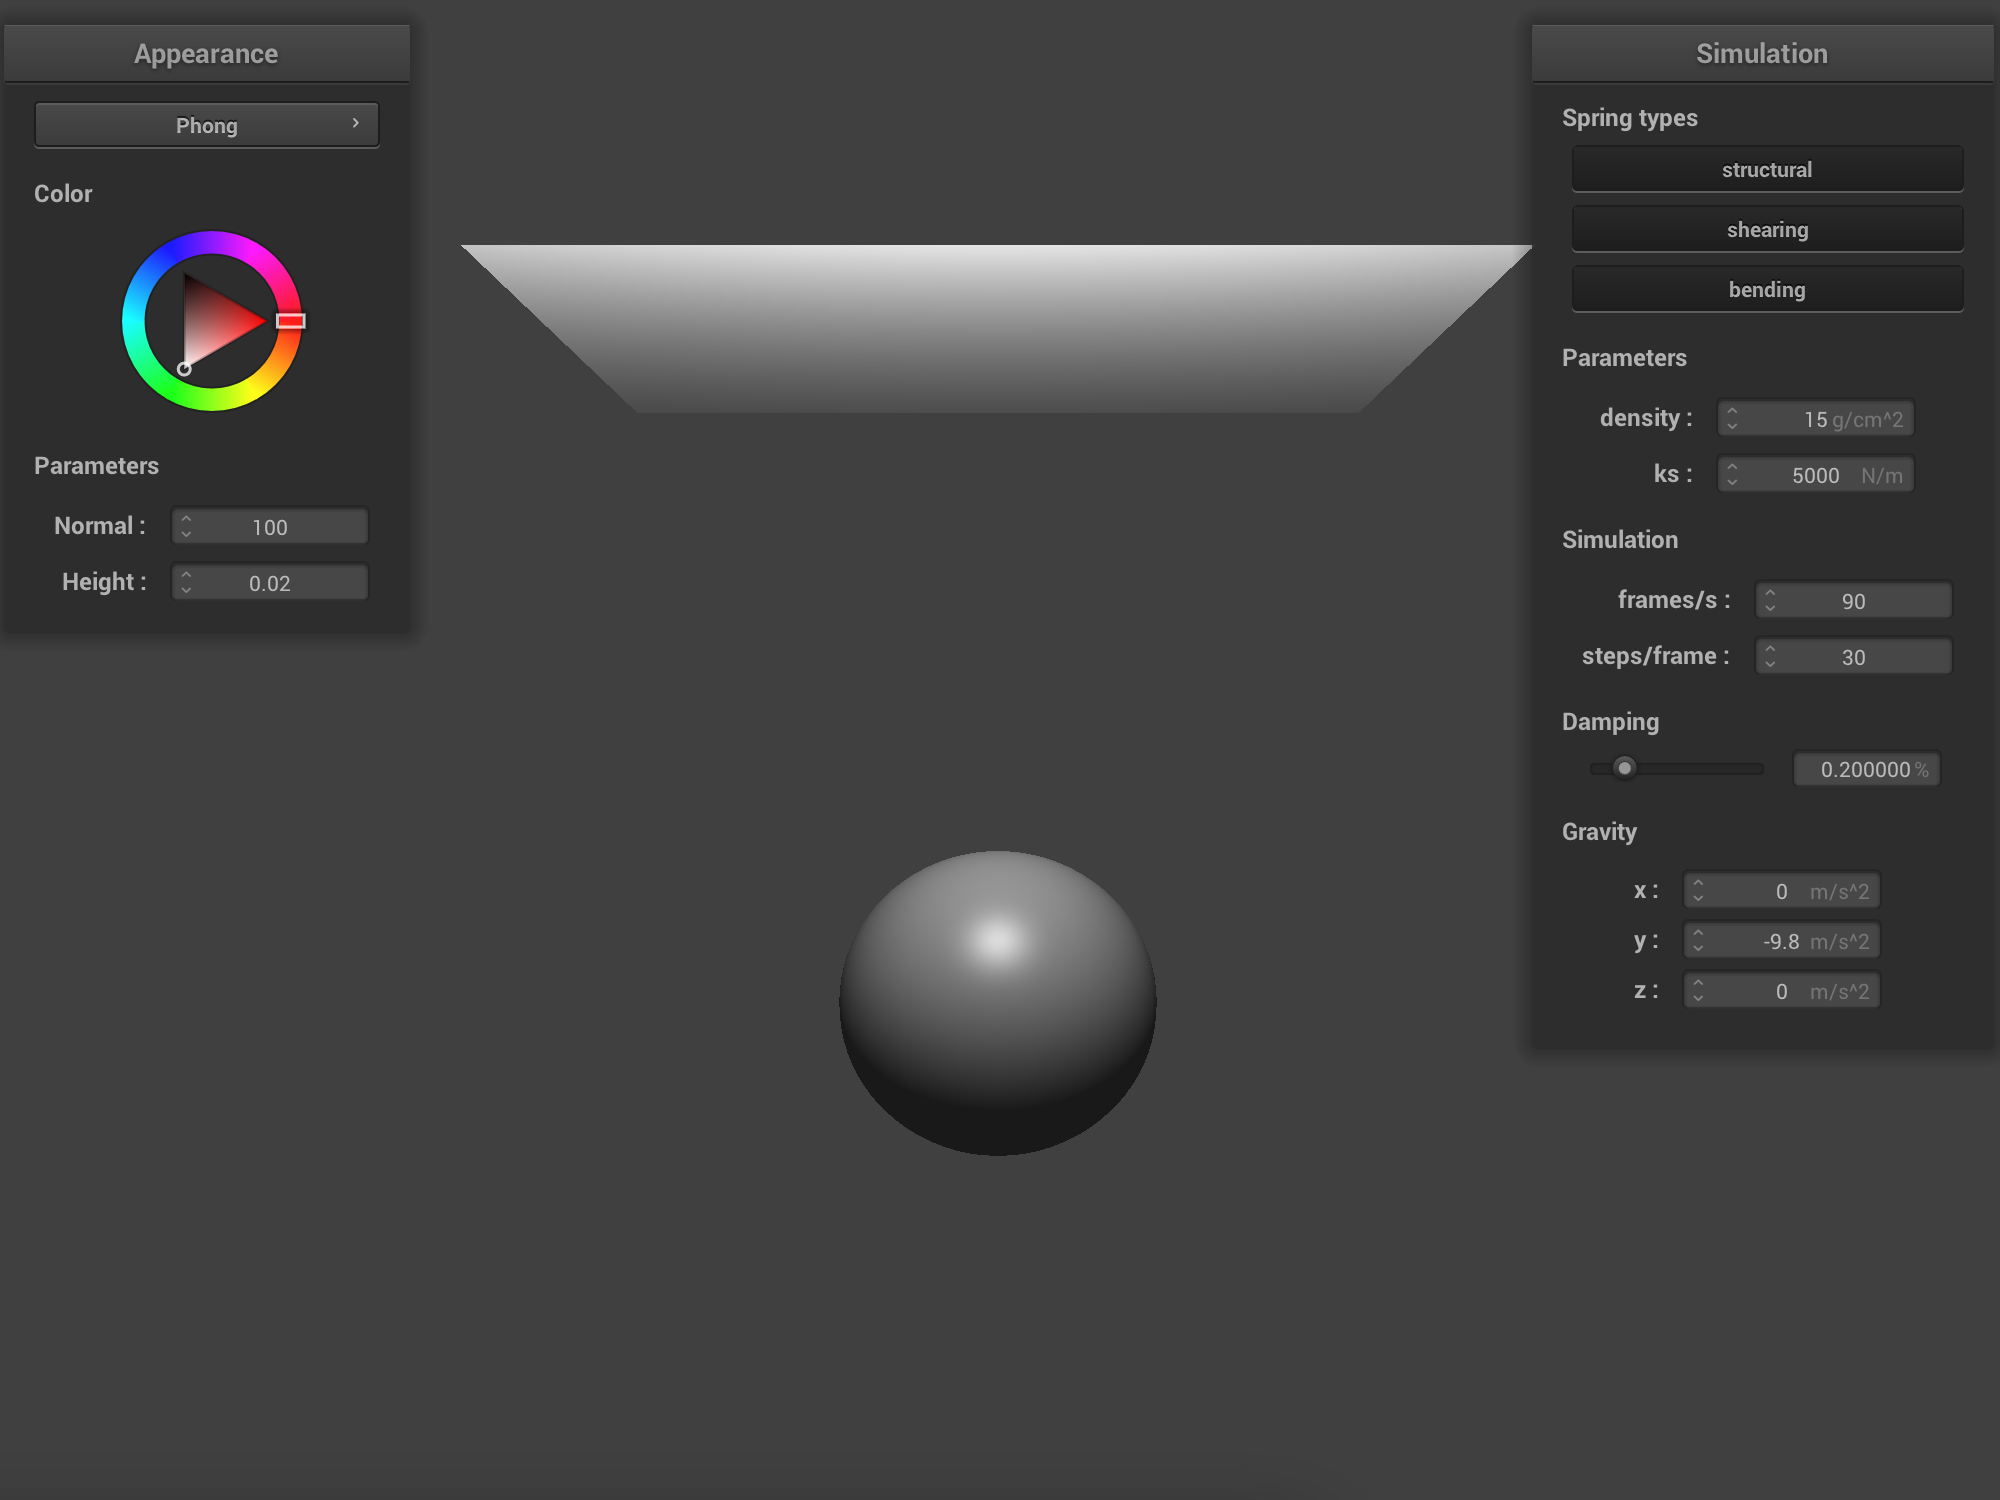 Appearance
Phong
Color
Parameters
Normal : 100
Height : 0.02
Simulation
Spring types
structural
shearing
bending
Parameters
density : 15 g/cm^2
ks : 5000 N/m
Simulation
frames/s : 90
steps/frame : 30
Damping
0.200000 %
Gravity
x : 0 m/s^2
y : -9.8 m/s^2
z : 0 m/s^2